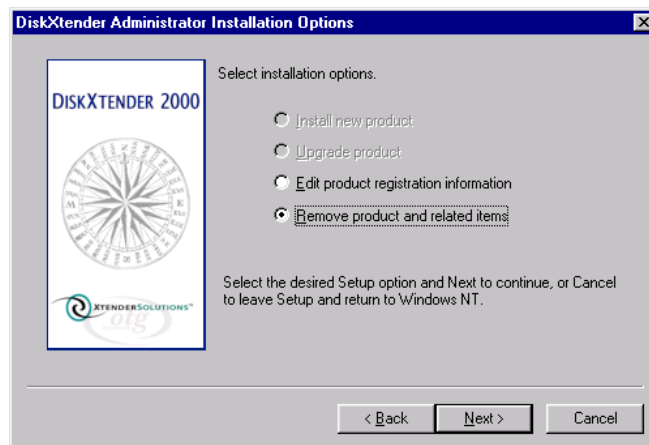 DiskXtender Administrator Installation Options
Select installation options.
DISKXTENDER 2000
Install new product
Upgrade product
Edit product registration information
Remove product and related items
Select the desired Setup option and Next to continue, or Cancel
to leave Setup and return to Windows NT.
XTENDERSOLUTIONS™
otg
< Back
Next >
Cancel